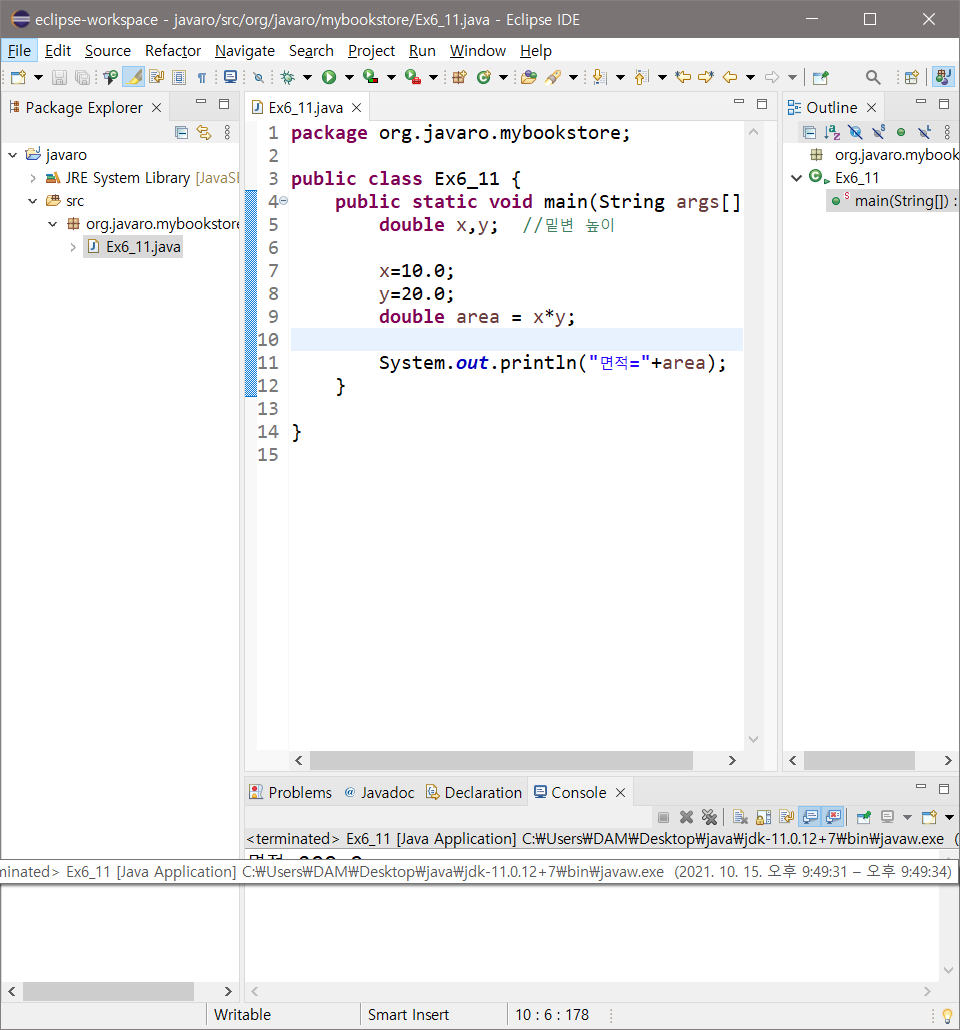 eclipse-workspace - javaro/src/org/javaro/mybookstore/Ex6_11.java - Eclipse IDE
File Edit Source Refactor Navigate Search Project Run Window Help
Package Explorer
javaro
JRE System Library [JavaSE
src
org.javaro.mybookstore
Ex6_11.java
Ex6_11.java
1 package org.javaro.mybookstore;
2
3 public class Ex6_11 {
4 public static void main(String args[]
5 double x,y; //밑변 높이
6
7 x=10.0;
8 y=20.0;
9 double area = x*y;
10
11 System.out.println("면적="+area);
12 }
13
14 }
15
Outline
org.javaro.mybook
Ex6_11
main(String[]) :
Problems @ Javadoc Declaration Console
<terminated> Ex6_11 [Java Application] C:₩Users₩DAM₩Desktop₩java₩jdk-11.0.12+7₩bin₩javaw.exe (
minated> Ex6_11 [Java Application] C:₩Users₩DAM₩Desktop₩java₩jdk-11.0.12+7₩bin₩javaw.exe (2021. 10. 15. 오후 9:49:31 – 오후 9:49:34)
Writable Smart Insert 10 : 6 : 178